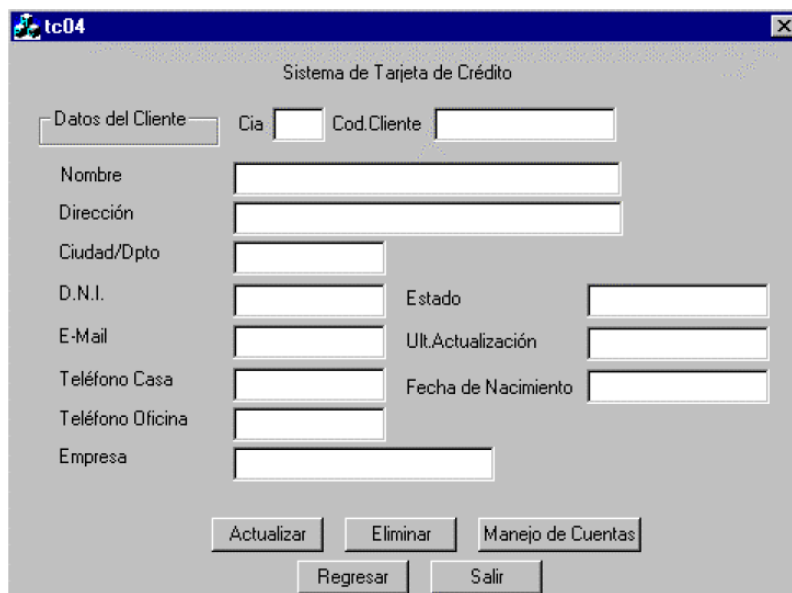 tc04
Sistema de Tarjeta de Crédito
Datos del Cliente Cia Cod.Cliente
Nombre
Dirección
Ciudad/Dpto
D.N.I. Estado
E-Mail Ult.Actualización
Teléfono Casa Fecha de Nacimiento
Teléfono Oficina
Empresa
Actualizar Eliminar Manejo de Cuentas
Regresar Salir